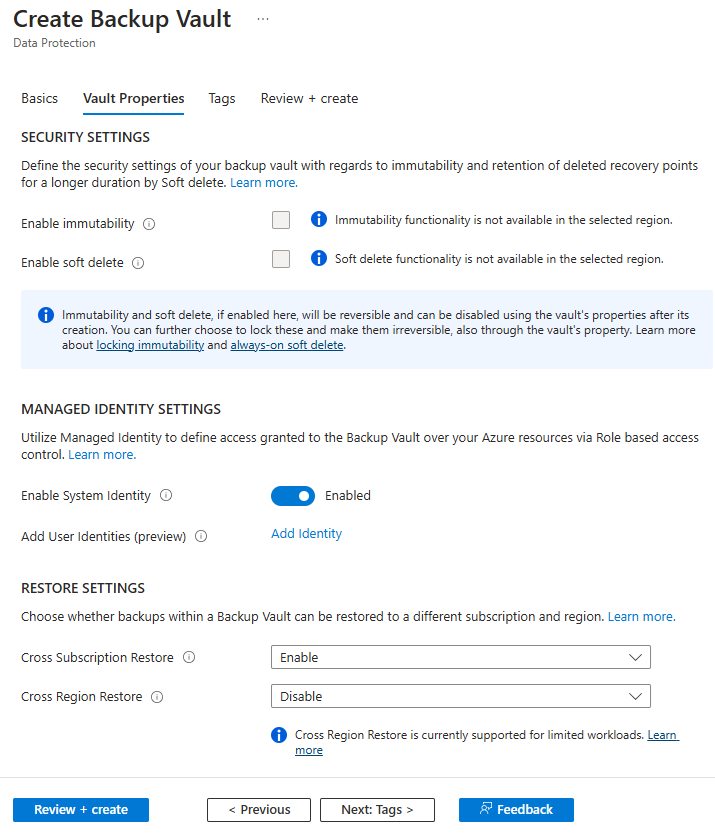 Create Backup Vault ...
Data Protection
Basics Vault Properties Tags Review + create
SECURITY SETTINGS
Define the security settings of your backup vault with regards to immutability and retention of deleted recovery points
for a longer duration by Soft delete. Learn more.
Enable immutability Immutability functionality is not available in the selected region.
Enable soft delete Soft delete functionality is not available in the selected region.
Immutability and soft delete, if enabled here, will be reversible and can be disabled using the vault's properties after its
creation. You can further choose to lock these and make them irreversible, also through the vault's property. Learn more
about locking immutability and always-on soft delete.
MANAGED IDENTITY SETTINGS
Utilize Managed Identity to define access granted to the Backup Vault over your Azure resources via Role based access
control. Learn more.
Enable System Identity Enabled
Add User Identities (preview) Add Identity
RESTORE SETTINGS
Choose whether backups within a Backup Vault can be restored to a different subscription and region. Learn more.
Cross Subscription Restore Enable
Cross Region Restore Disable
Cross Region Restore is currently supported for limited workloads. Learn
more
Review + create < Previous Next: Tags > Feedback